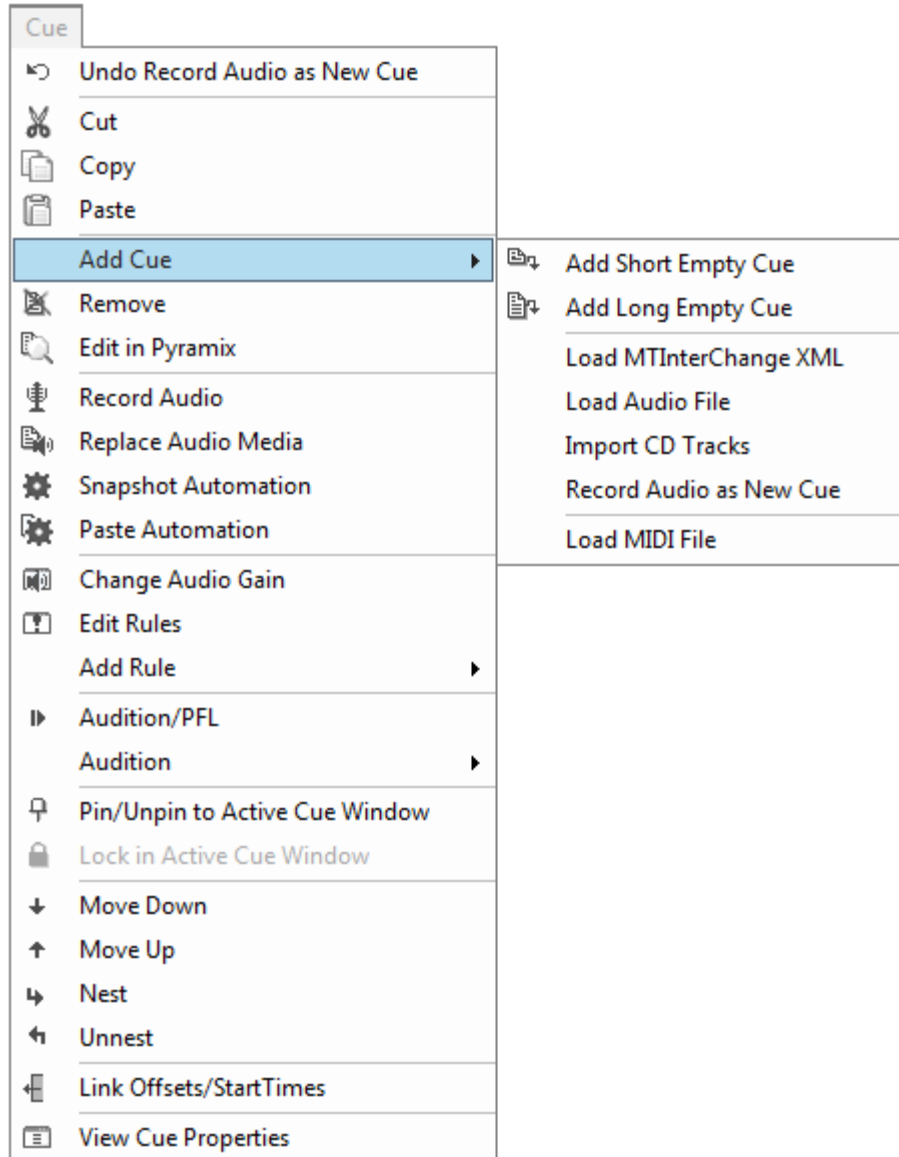 Cue
Undo Record Audio as New Cue
Cut
Copy
Paste
Add Cue
Remove
Edit in Pyramix
Record Audio
Replace Audio Media
Snapshot Automation
Paste Automation
Change Audio Gain
Edit Rules
Add Rule
Audition/PFL
Audition
Pin/Unpin to Active Cue Window
Lock in Active Cue Window
Move Down
Move Up
Nest
Unnest
Link Offsets/StartTimes
View Cue Properties
Add Short Empty Cue
Add Long Empty Cue
Load MTInterChange XML
Load Audio File
Import CD Tracks
Record Audio as New Cue
Load MIDI File